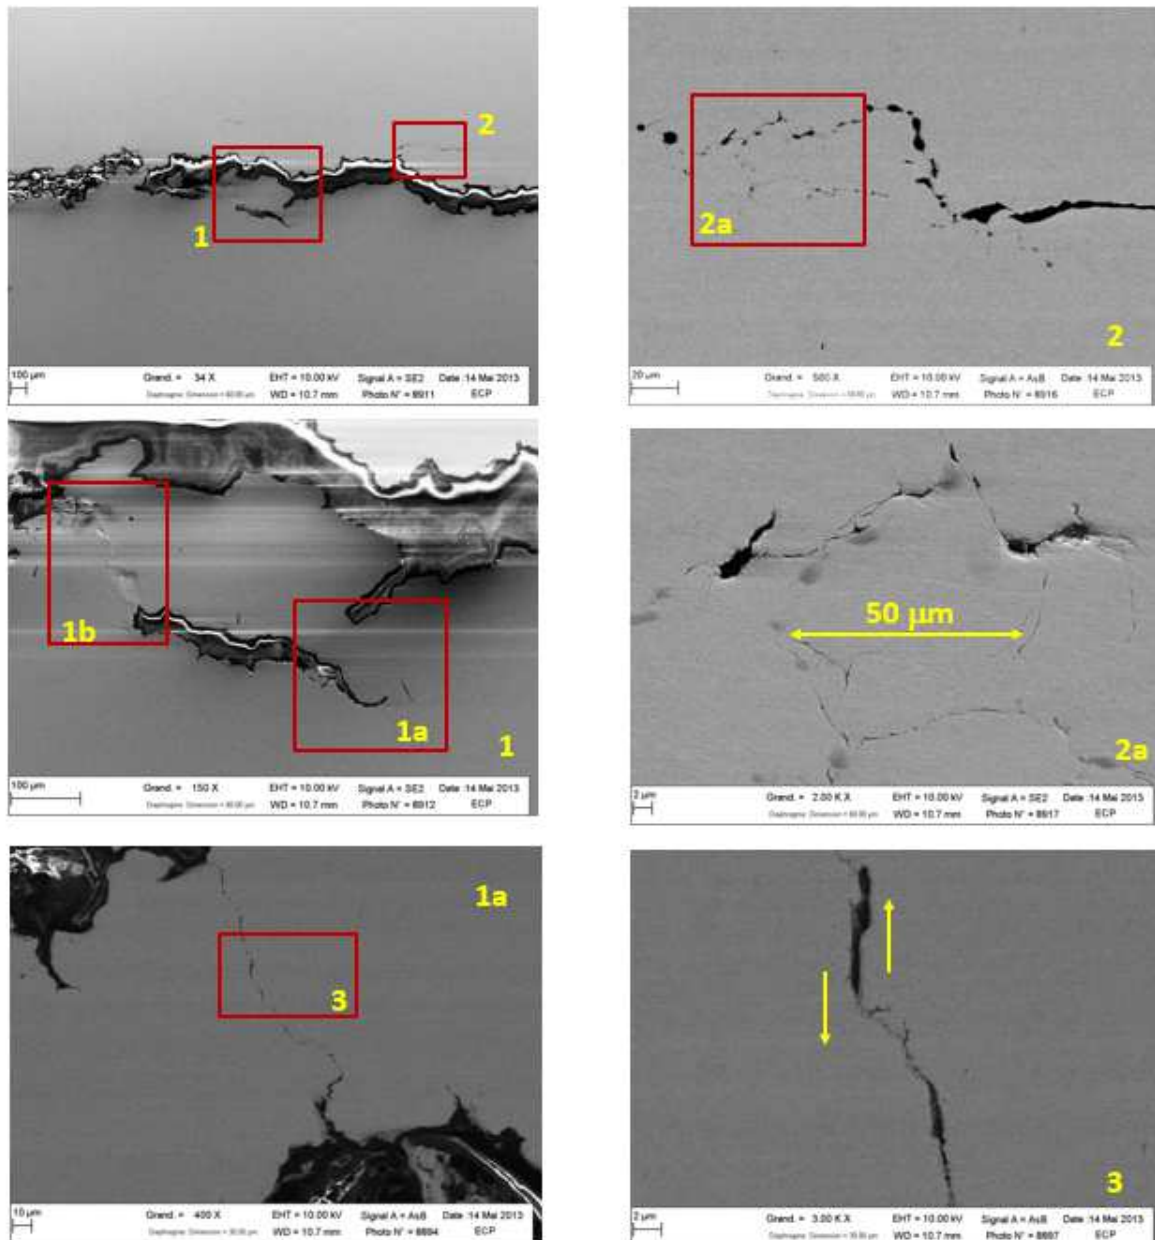 1
2
100 µm
Grand. = 34 X
EHT = 10.00 kV
Signal A = SE2
Date :14 Mai 2013
WD = 10.7 mm
Photo N° = 8911
ECP
2a
2
20 µm
Grand. = 500 X
EHT = 10.00 kV
Signal A = AsB
Date :14 Mai 2013
WD = 10.7 mm
Photo N° = 8916
ECP
1b
1a
1
100 µm
Grand. = 150 X
EHT = 10.00 kV
Signal A = SE2
Date :14 Mai 2013
WD = 10.7 mm
Photo N° = 8912
ECP
50 µm
2a
2 µm
Grand. = 2.00 K X
EHT = 10.00 kV
Signal A = SE2
Date :14 Mai 2013
WD = 10.7 mm
Photo N° = 8917
ECP
1a
3
10 µm
Grand. = 400 X
EHT = 10.00 kV
Signal A = AsB
Date :14 Mai 2013
WD = 10.7 mm
Photo N° = 8894
ECP
3
2 µm
Grand. = 3.00 K X
EHT = 10.00 kV
Signal A = AsB
Date :14 Mai 2013
WD = 10.7 mm
Photo N° = 8897
ECP